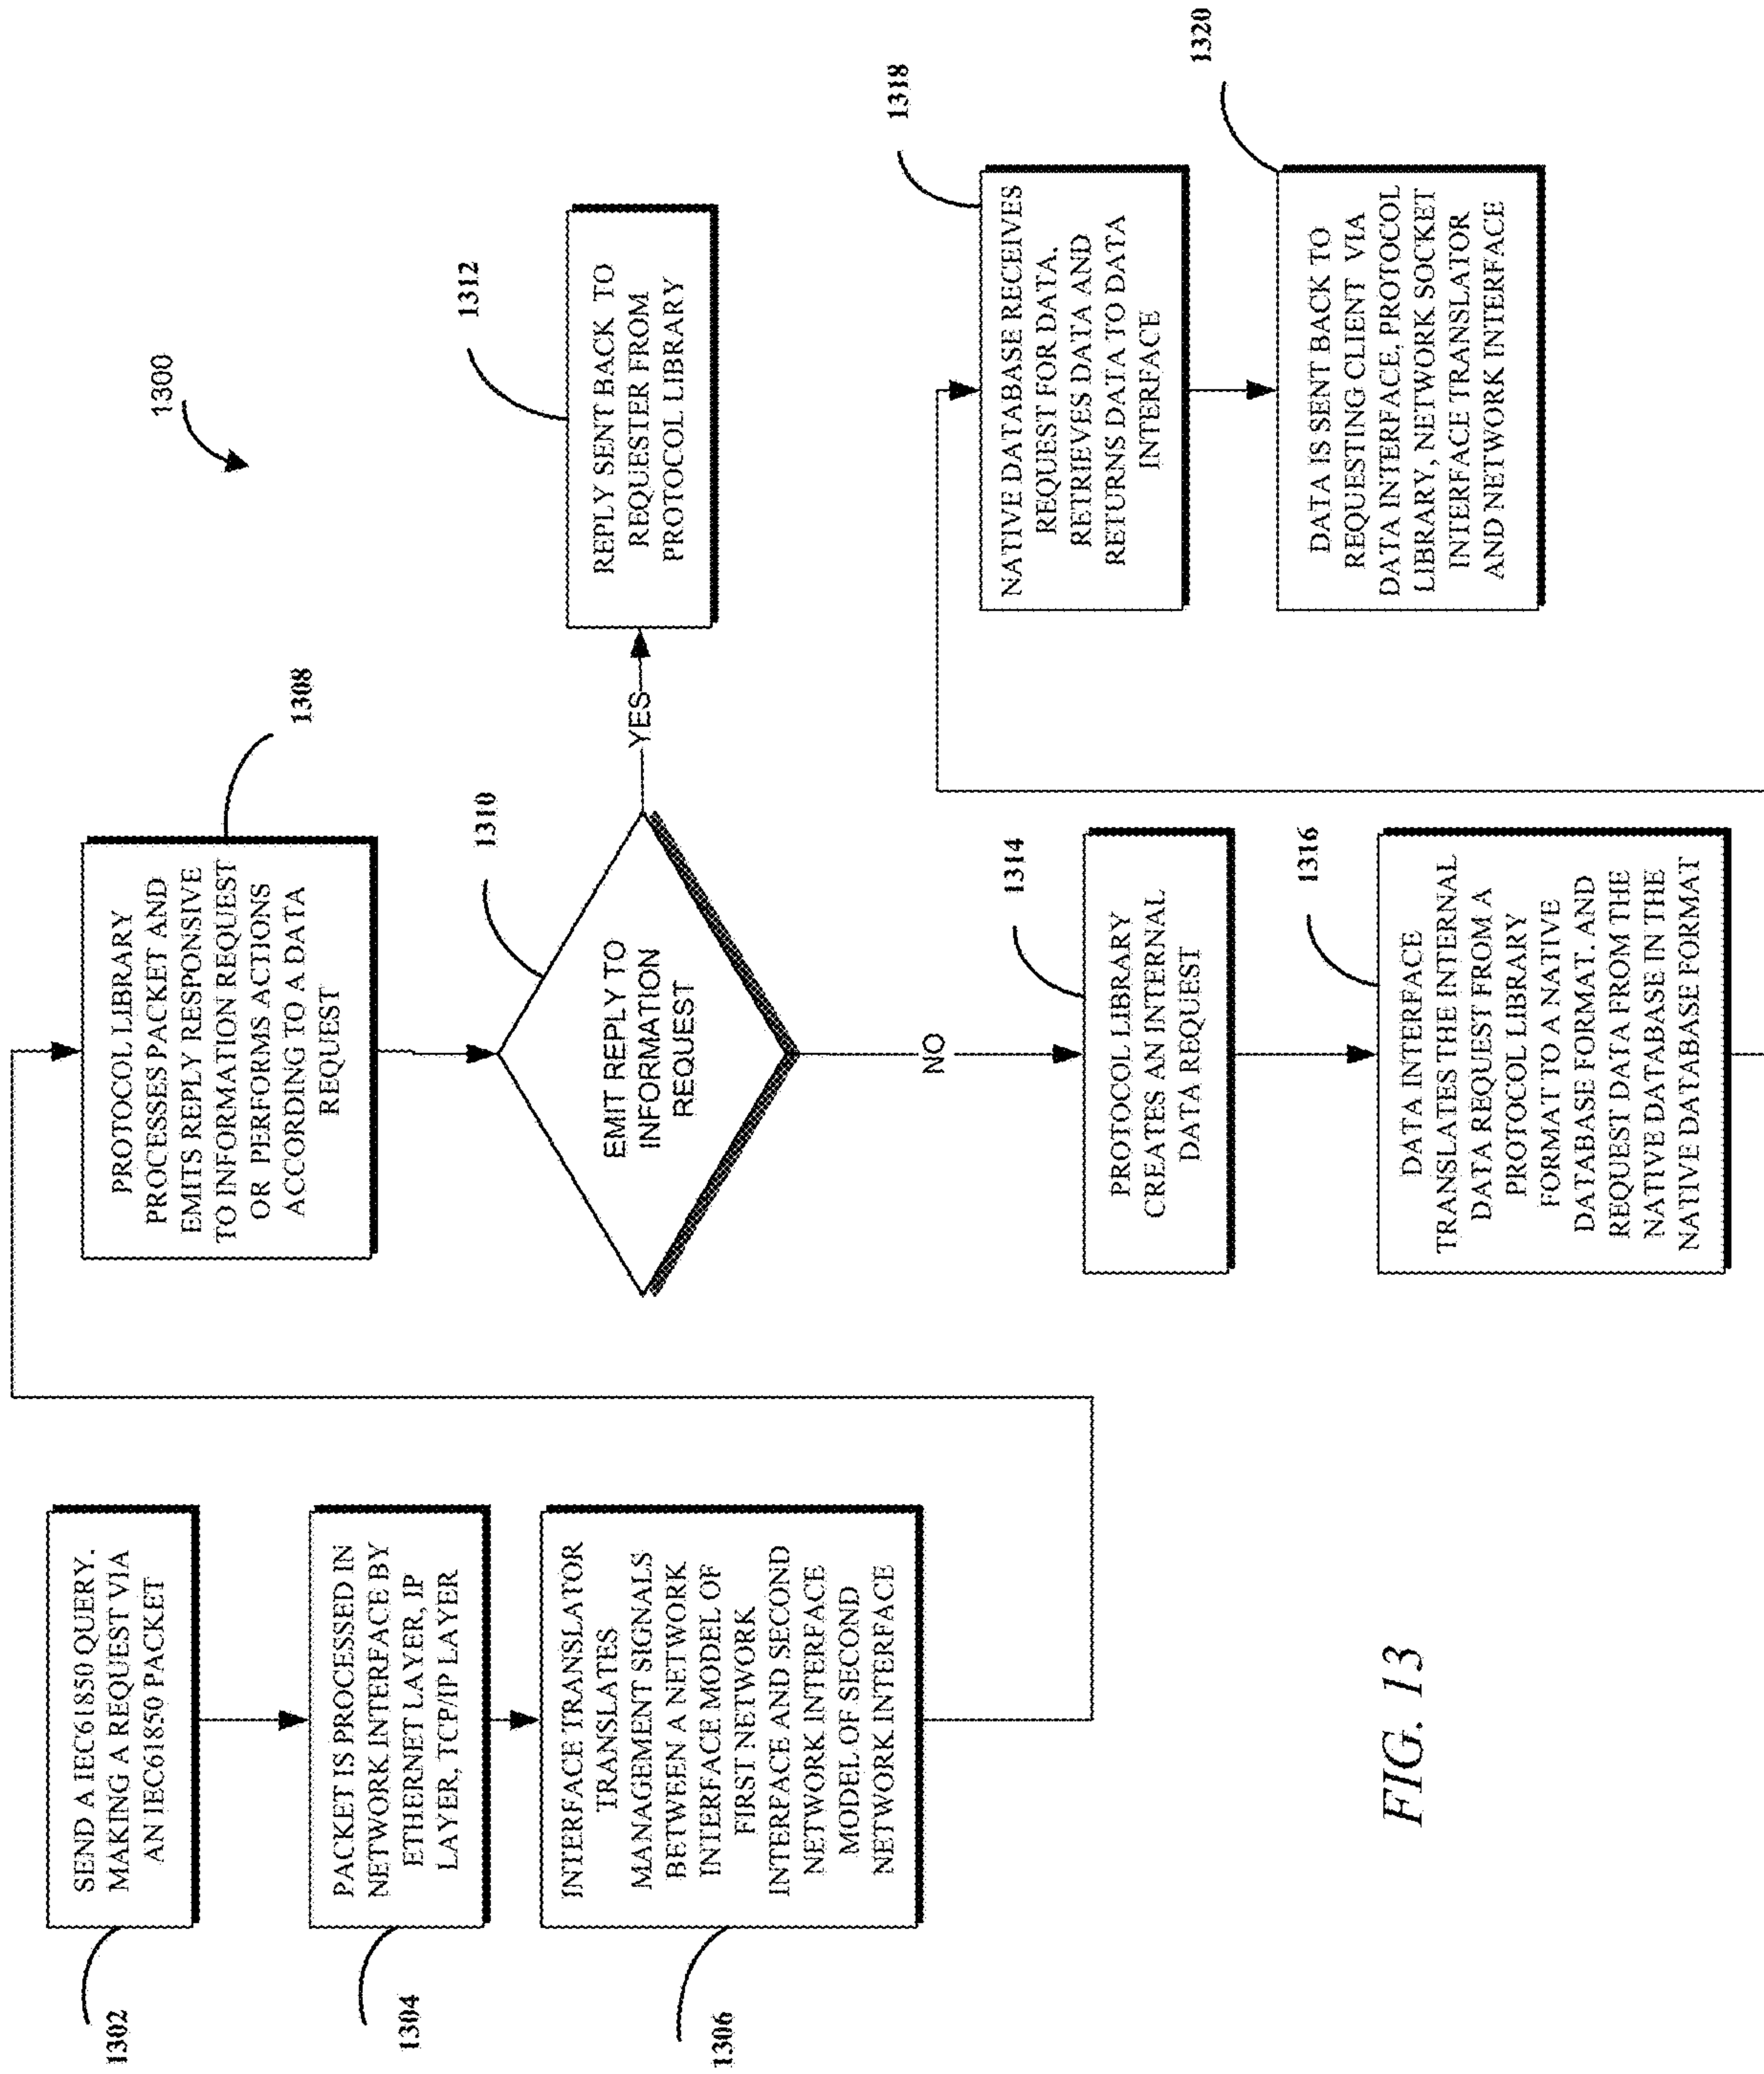 1300
1302
SEND A IEC61850 QUERY.
MAKING A REQUEST VIA
AN IEC61850 PACKET
1304
PACKET IS PROCESSED IN
NETWORK INTERFACE BY
ETHERNET LAYER, IP
LAYER, TCP/IP LAYER
1306
INTERFACE TRANSLATOR
TRANSLATES
MANAGEMENT SIGNALS
BETWEEN A NETWORK
INTERFACE MODEL OF
FIRST NETWORK
INTERFACE AND SECOND
NETWORK INTERFACE
MODEL OF SECOND
NETWORK INTERFACE
1308
PROTOCOL LIBRARY
PROCESSES PACKET AND
EMITS REPLY RESPONSIVE
TO INFORMATION REQUEST
OR PERFORMS ACTIONS
ACCORDING TO A DATA
REQUEST
1310
EMIT REPLY TO
INFORMATION
REQUEST
YES
1312
REPLY SENT BACK TO
REQUESTER FROM
PROTOCOL LIBRARY
NO
1314
PROTOCOL LIBRARY
CREATES AN INTERNAL
DATA REQUEST
1316
DATA INTERFACE
TRANSLATES THE INTERNAL
DATA REQUEST FROM A
PROTOCOL LIBRARY
FORMAT TO A NATIVE
DATABASE FORMAT. AND
REQUEST DATA FROM THE
NATIVE DATABASE IN THE
NATIVE DATABASE FORMAT
1318
NATIVE DATABASE RECEIVES
REQUEST FOR DATA.
RETRIEVES DATA AND
RETURNS DATA TO DATA
INTERFACE
1320
DATA IS SENT BACK TO
REQUESTING CLIENT VIA
DATA INTERFACE, PROTOCOL
LIBRARY, NETWORK SOCKET
INTERFACE TRANSLATOR
AND NETWORK INTERFACE
FIG. 13